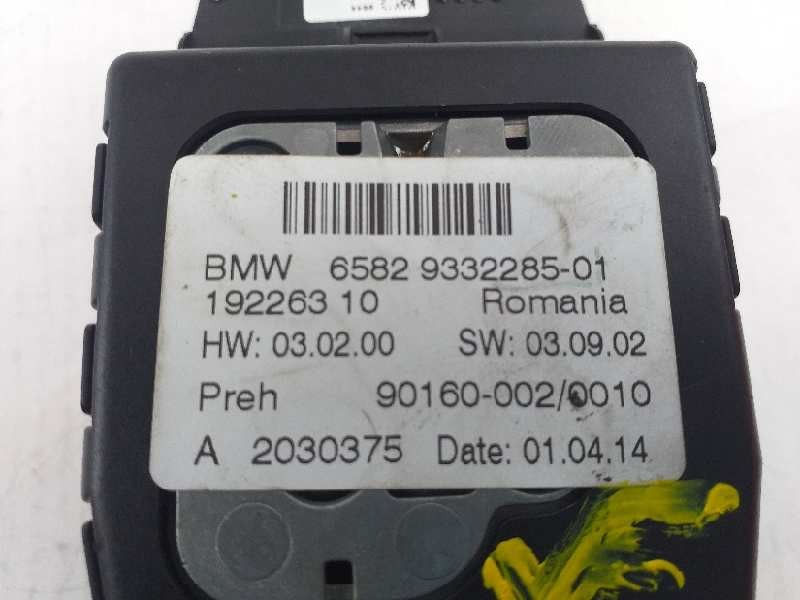 BMW 6582 9332285-01
192263 10 Romania
HW: 03.02.00 SW: 03.09.02
Preh 90160-002/0010
A 2030375 Date: 01.04.14